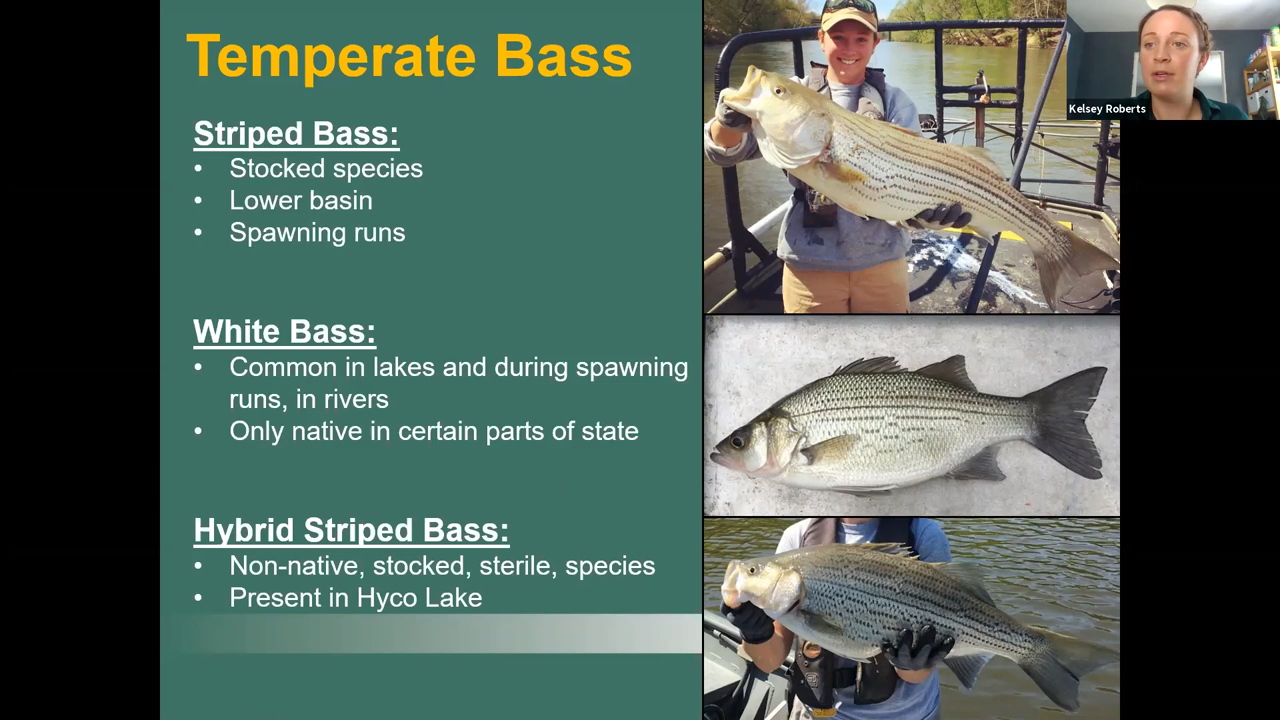 Temperate Bass
Striped Bass:
• Stocked species
• Lower basin
• Spawning runs
White Bass:
• Common in lakes and during spawning
runs, in rivers
• Only native in certain parts of state
Hybrid Striped Bass:
• Non-native, stocked, sterile, species
• Present in Hyco Lake
Kelsey Roberts